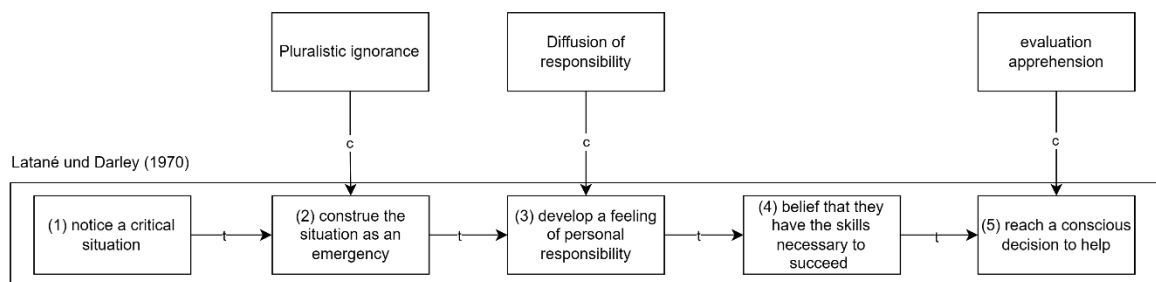 Pluralistic ignorance
Diffusion of
responsibility
evaluation
apprehension
c
c
c
Latané und Darley (1970)
(1) notice a critical
situation
t
(2) construe the
situation as an
emergency
t
(3) develop a feeling
of personal
responsibility
t
(4) belief that they
have the skills
necessary to
succeed
t
(5) reach a conscious
decision to help